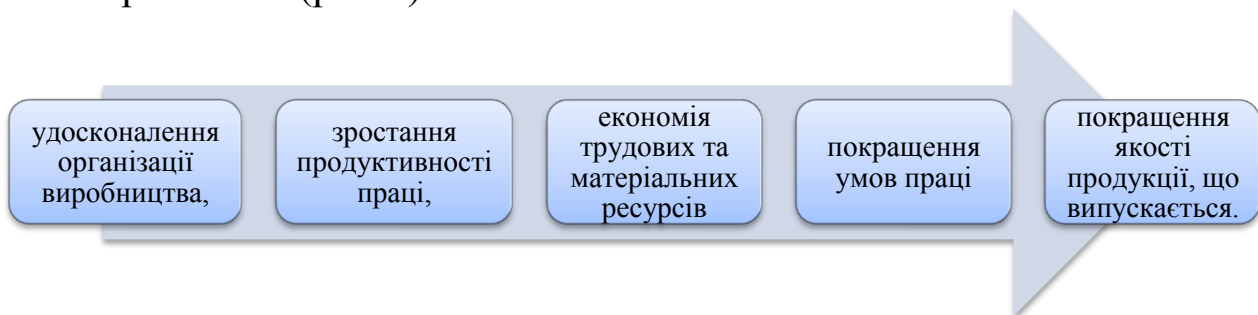 удосконалення
організації
виробництва,
зростання
продуктивності
праці,
економія
трудових та
матеріальних
ресурсів
покращення
умов праці
покращення
якості
продукції, що
випускається.